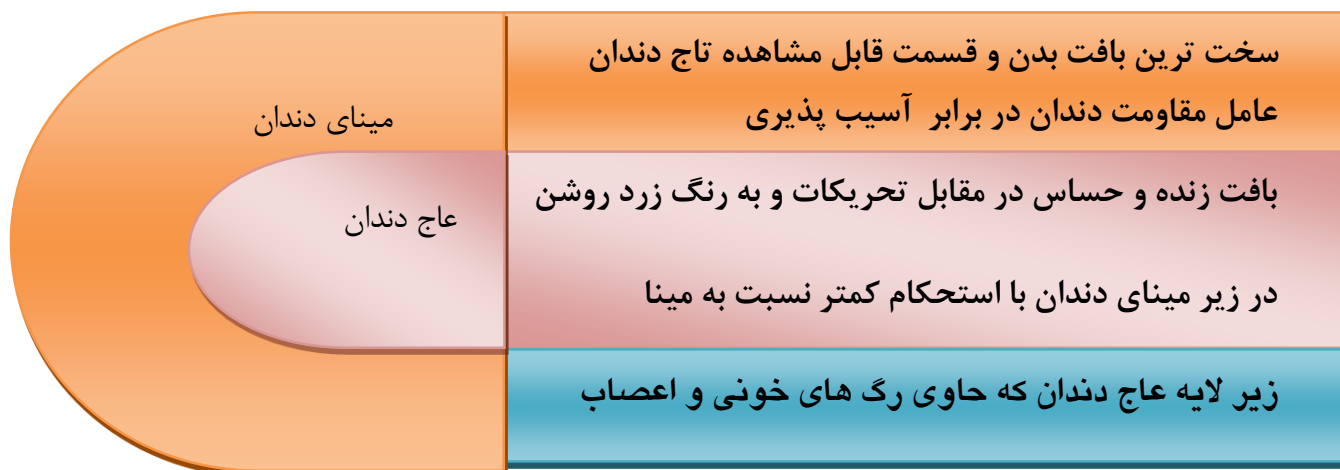 سخت ترین بافت بدن و قسمت قابل مشاهده تاج دندان
عامل مقاومت دندان در برابر آسیب پذیری
مینای دندان
بافت زنده و حساس در مقابل تحریکات و به رنگ زرد روشن
در زیر مینای دندان با استحکام کمتر نسبت به مینا
عاج دندان
زیر لایه عاج دندان که حاوی رگ های خونی و اعصاب